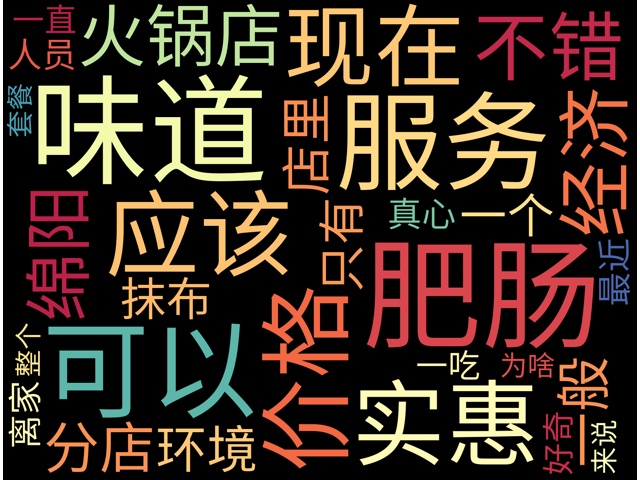 一直
人员
火锅店
现在
不错
套餐
味道
店里
服务
经济
绵阳
应该
抹布
只有
真心
一个
最近
肥肠
可以
价格
整个
离家
分店
环境
一吃
为啥
实惠
一般
好奇
来说